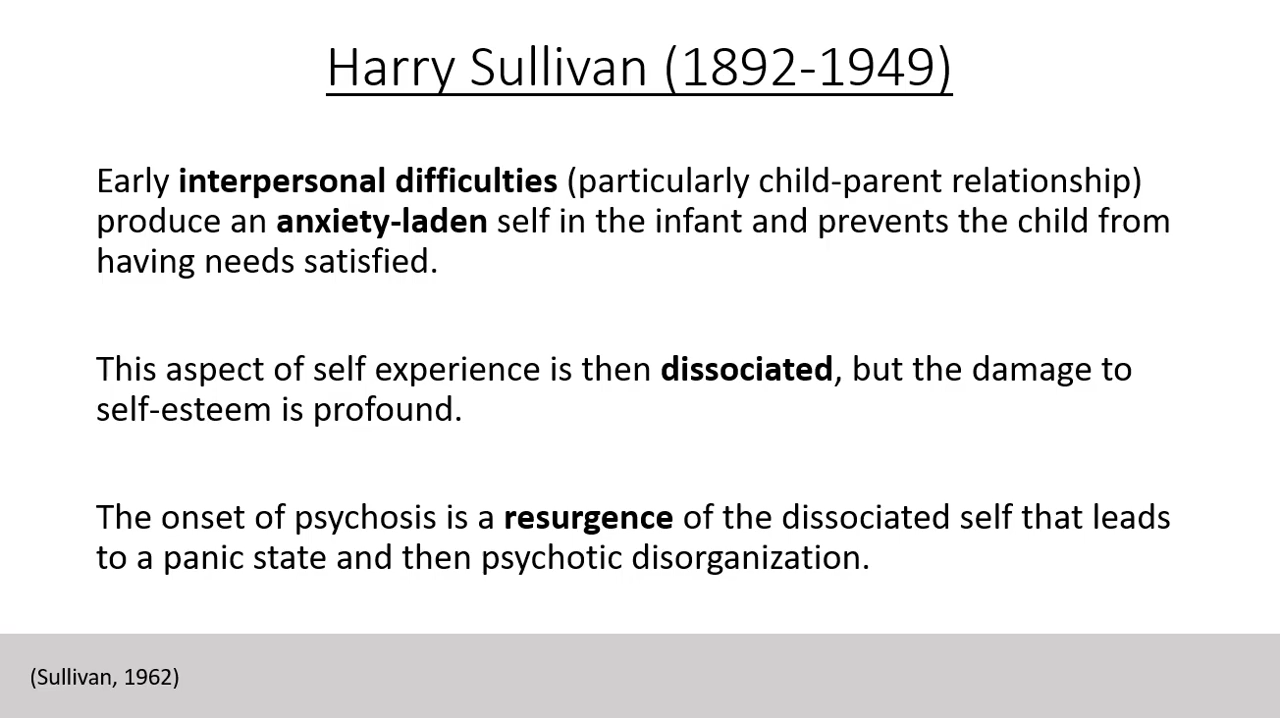 Harry Sullivan (1892-1949)
Early interpersonal difficulties (particularly child-parent relationship)
produce an anxiety-laden self in the infant and prevents the child from
having needs satisfied.
This aspect of self experience is then dissociated, but the damage to
self-esteem is profound.
The onset of psychosis is a resurgence of the dissociated self that leads
to a panic state and then psychotic disorganization.
(Sullivan, 1962)